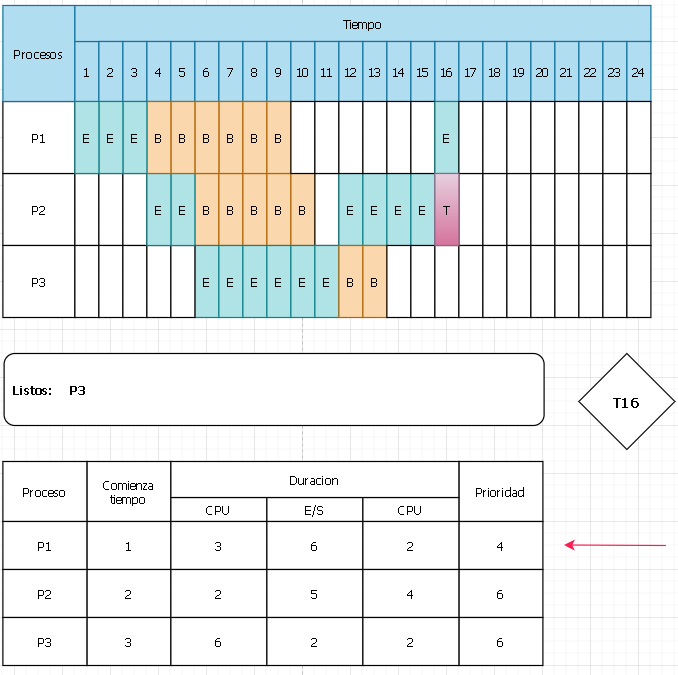 Tiempo
Procesos
1 2 3 4 5 6 7 8 9 10 11 12 13 14 15 16 17 18 19 20 21 22 23 24
P1 E E E B B B B B B E
P2 E E B B B B B E E E E T
P3 E E E E E E B B
Listos: P3
T16
Proceso Comienza tiempo Duracion Prioridad
CPU E/S CPU
P1 1 3 6 2 4
P2 2 2 5 4 6
P3 3 6 2 2 6